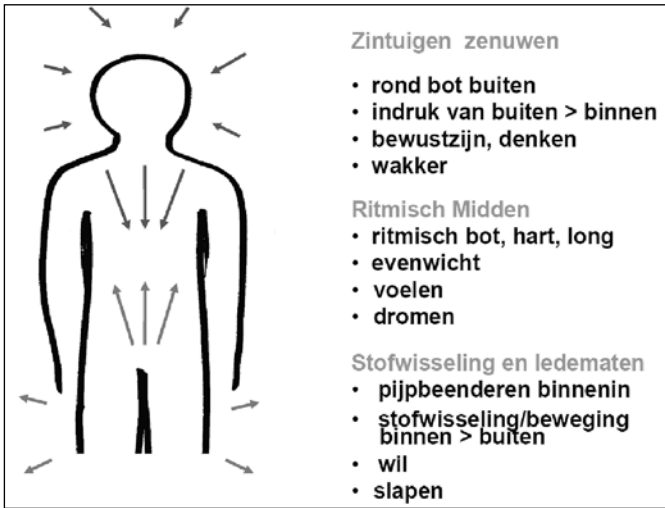 Zintuigen zenuwen
• rond bot buiten
• indruk van buiten > binnen
• bewustzijn, denken
• wakker
Ritmisch Midden
• ritmisch bot, hart, long
• evenwicht
• voelen
• dromen
Stofwisseling en ledematen
• pijpbeenderen binnenin
• stofwisseling/beweging
binnen > buiten
• wil
• slapen